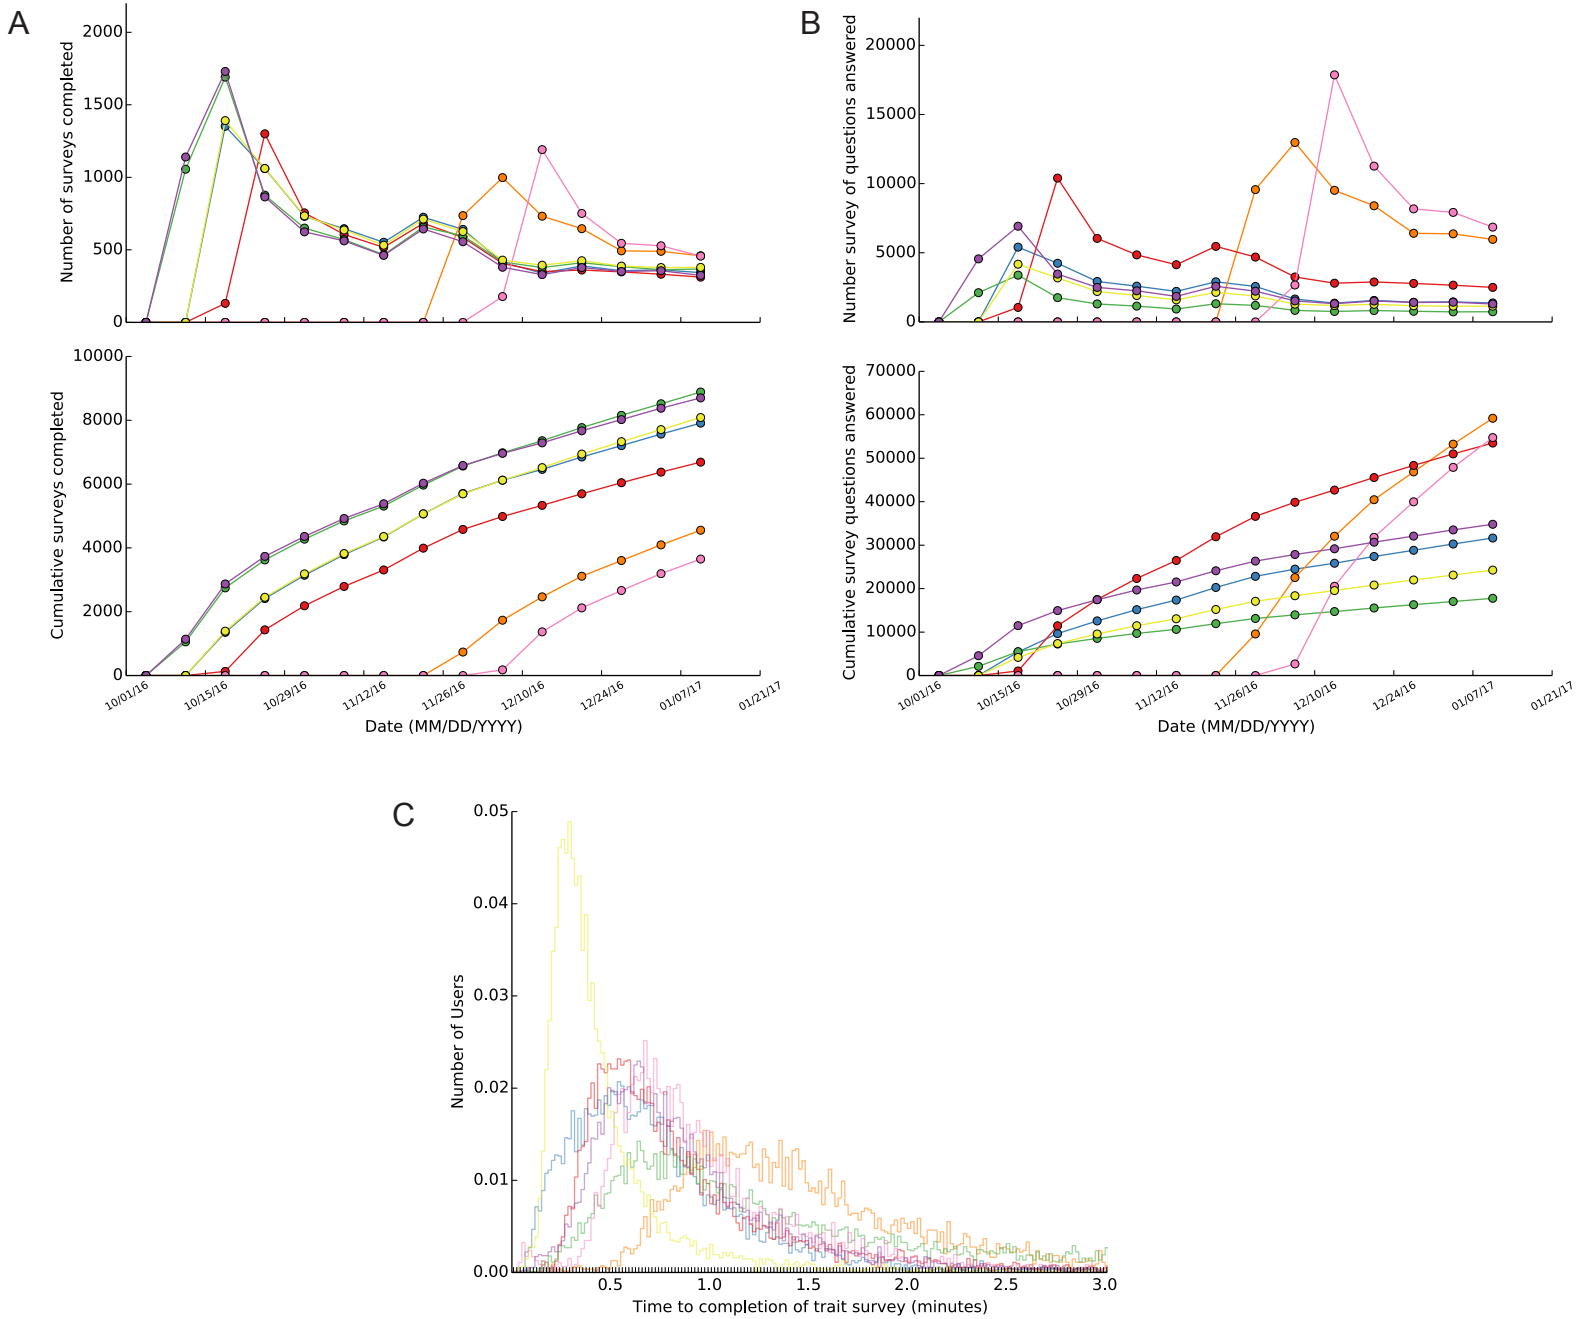 A
Number of surveys completed
2000
1500
1000
500
0
Cumulative surveys completed
10000
8000
6000
4000
2000
0
10/01/16 10/15/16 10/29/16 11/12/16 11/26/16 12/10/16 12/24/16 01/07/17 01/21/17
Date (MM/DD/YYYY)
B
Number survey of questions answered
20000
15000
10000
5000
0
Cumulative survey questions answered
70000
60000
50000
40000
30000
20000
10000
0
10/01/16 10/15/16 10/29/16 11/12/16 11/26/16 12/10/16 12/24/16 01/07/17 01/21/17
Date (MM/DD/YYYY)
C
Number of Users
0.05
0.04
0.03
0.02
0.01
0.00
0.5 1.0 1.5 2.0 2.5 3.0
Time to completion of trait survey (minutes)